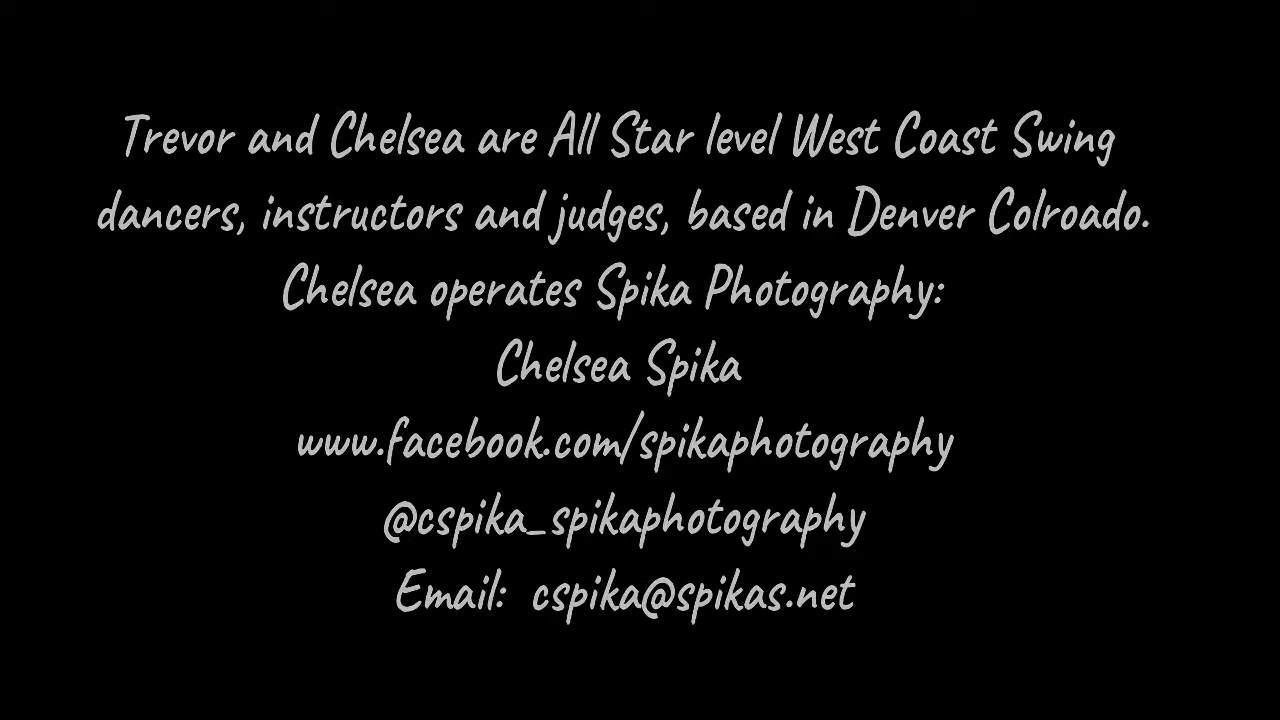 Trevor and Chelsea are All Star level West Coast Swing
dancers, instructors and judges, based in Denver Colroado.
Chelsea operates Spika Photography:
Chelsea Spika
www.facebook.com/spikaphotography
@cspika_spikaphotography
Email: cspika@spikas.net